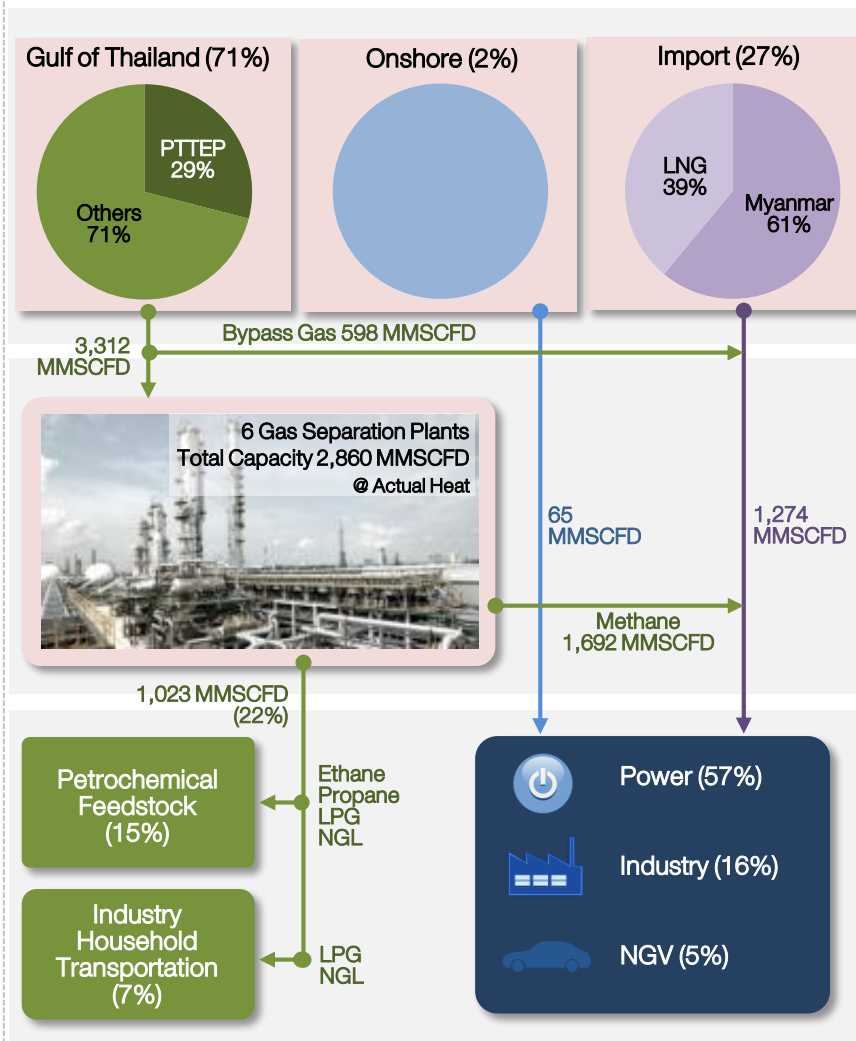 Gulf of Thailand (71%)
Onshore (2%)
Import (27%)
PTTEP
29%
Others
71%
LNG
39%
Myanmar
61%
3,312
MMSCFD
Bypass Gas 598 MMSCFD
6 Gas Separation Plants
Total Capacity 2,860 MMSCFD
@ Actual Heat
65
MMSCFD
1,274
MMSCFD
Methane
1,692 MMSCFD
1,023 MMSCFD
(22%)
Petrochemical
Feedstock
(15%)
Ethane
Propane
LPG
NGL
Industry
Household
Transportation
(7%)
LPG
NGL
Power (57%)
Industry (16%)
NGV (5%)